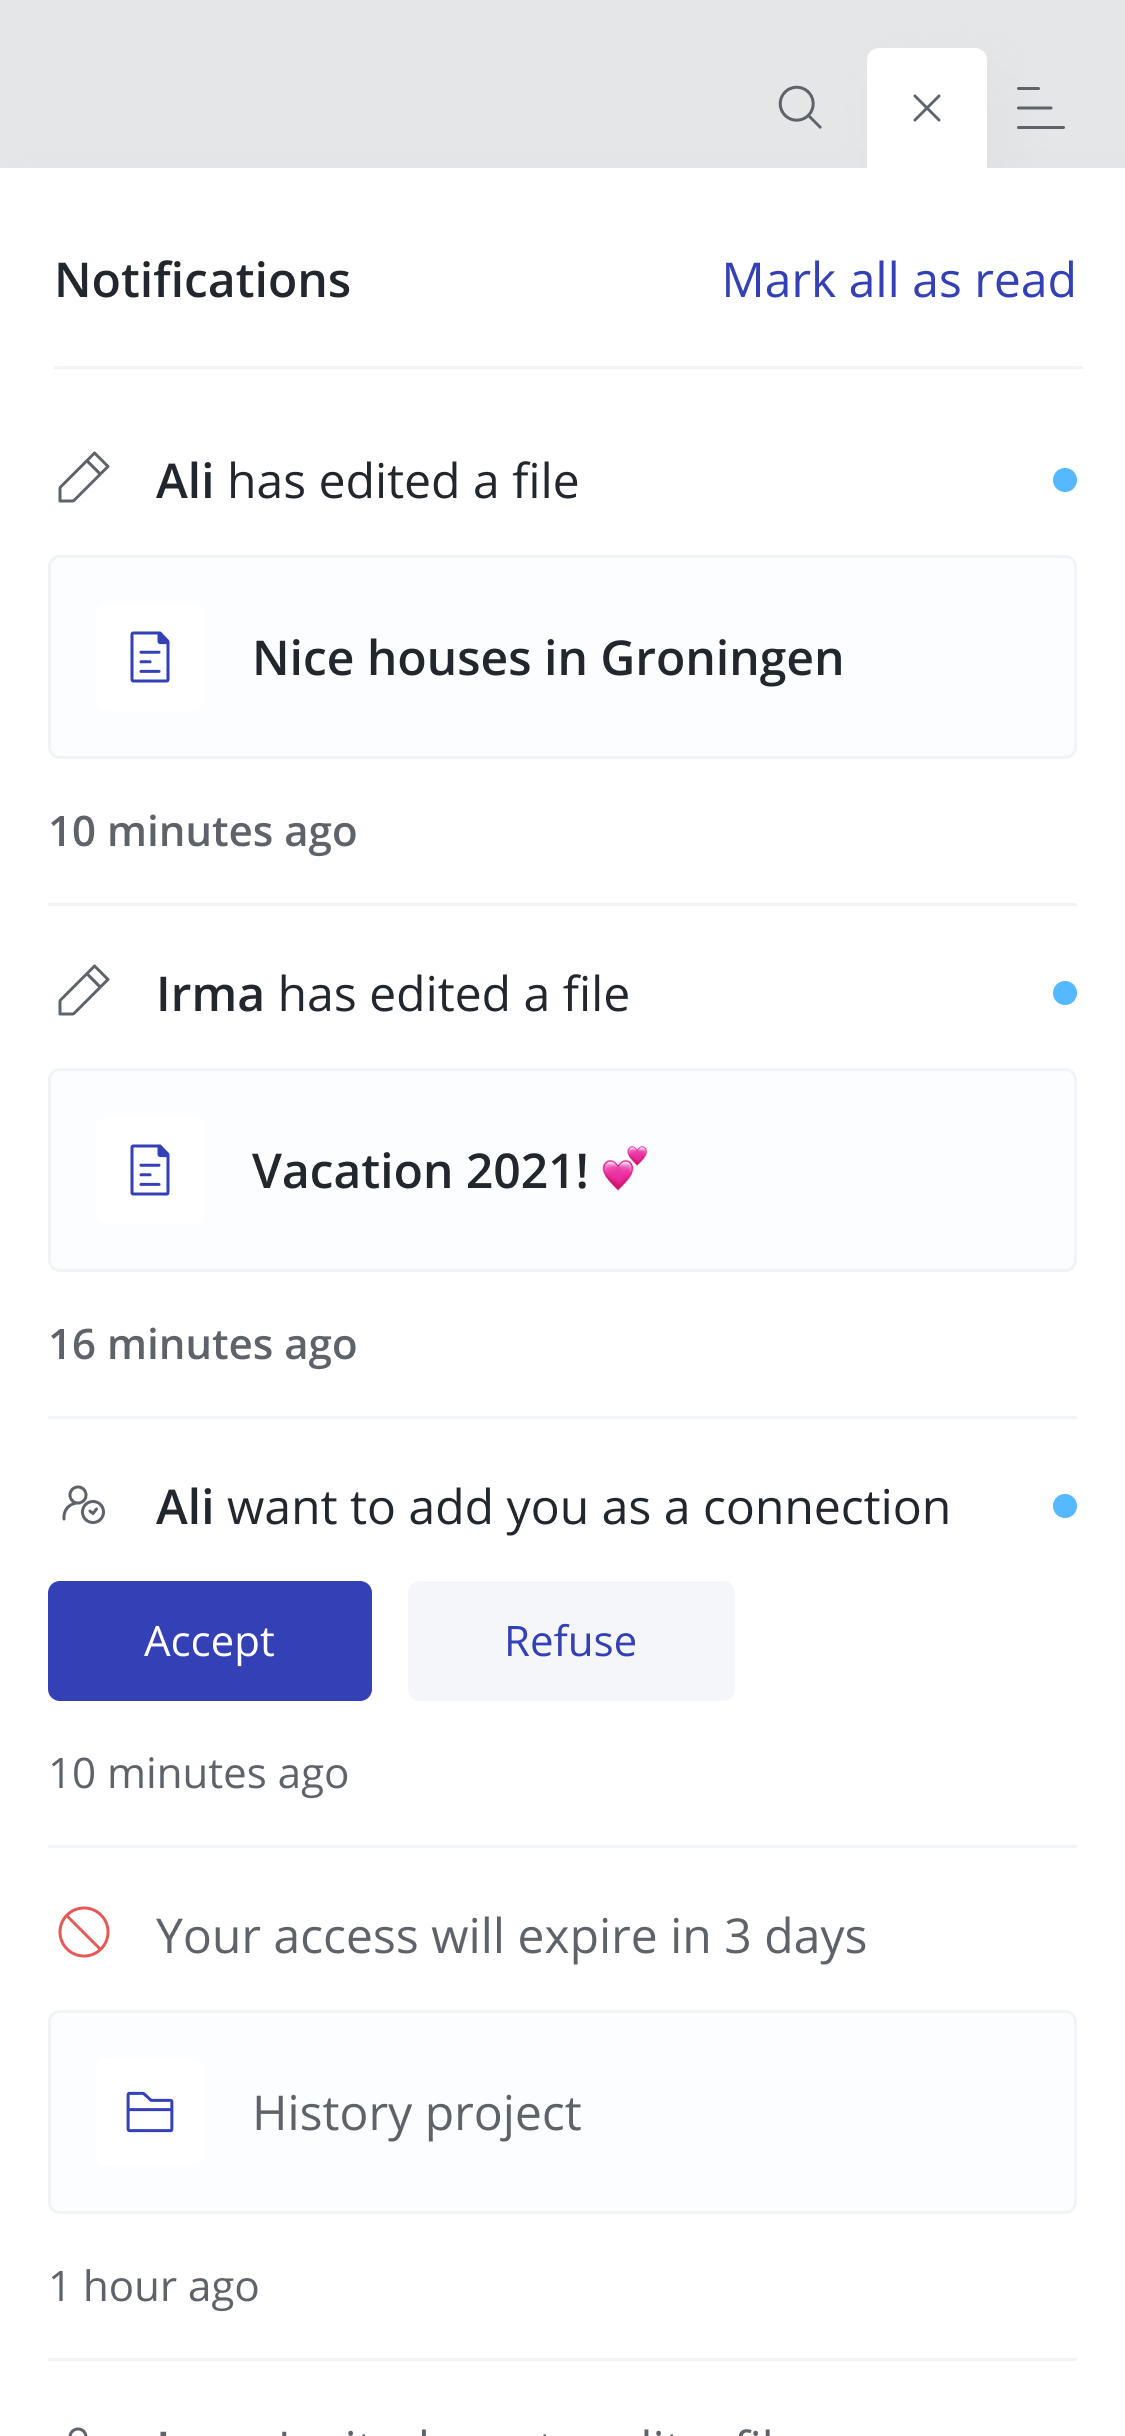 Notifications
Mark all as read
Ali has edited a file
Nice houses in Groningen
10 minutes ago
Irma has edited a file
Vacation 2021! 💕
16 minutes ago
Ali want to add you as a connection
Accept
Refuse
10 minutes ago
Your access will expire in 3 days
History project
1 hour ago